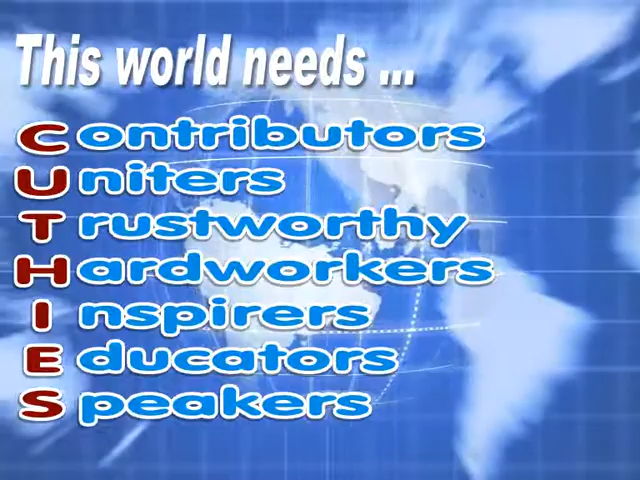 This world needs ...
Contributors
Uniters
Trustworthy
Hardworkers
Inspirers
Educators
Speakers